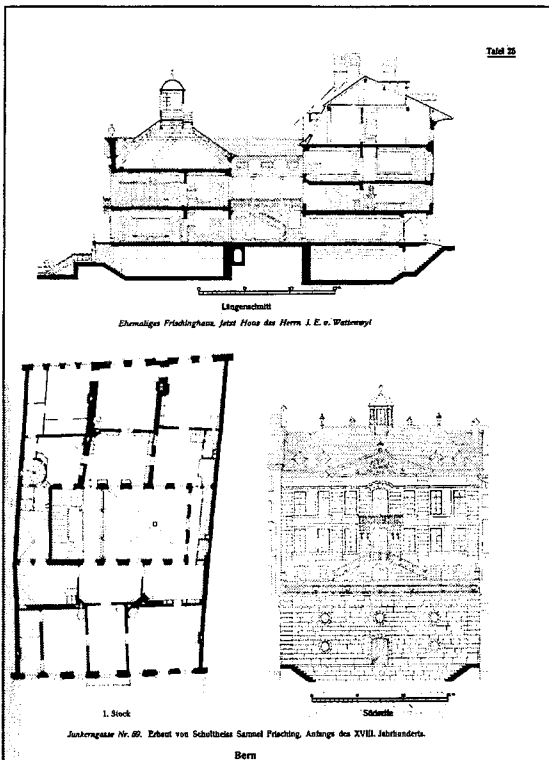 Tafel 25
Längenschnitt
Ehemaliges Frischinghaus, jetzt Haus des Herrn J. E. v. Wattenwyl
1. Stock
Südseite
Junkerngasse Nr. 59. Erbaut von Schultheiss Samuel Frisching, Anfangs des XVIII. Jahrhunderts.
Bern